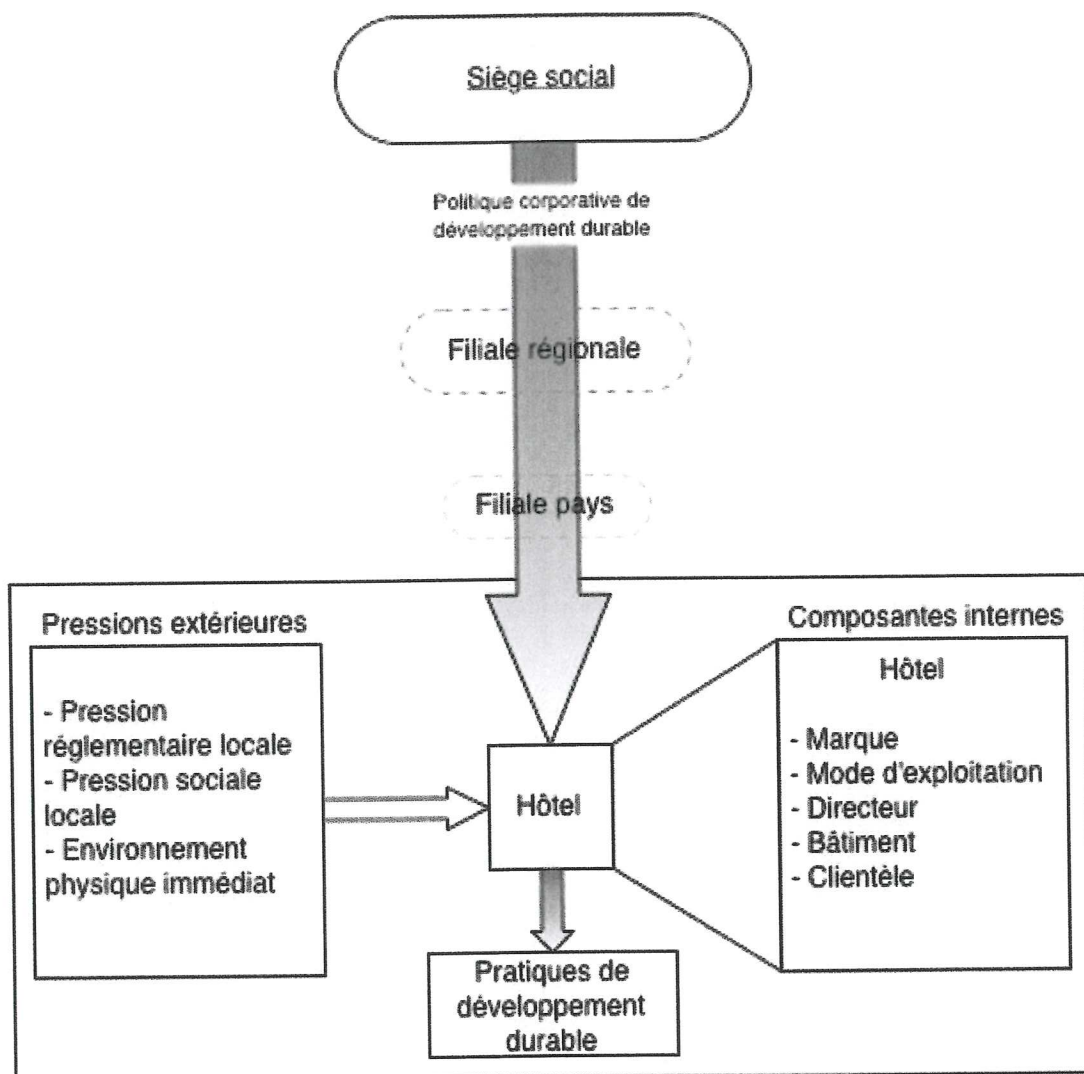 Siège social
Politique corporative de
développement durable
Filiale régionale
Filiale pays
Pressions extérieures
- Pression
réglementaire locale
- Pression sociale
locale
- Environnement
physique immédiat
Hôtel
Composantes internes
Hôtel
- Marque
- Mode d'exploitation
- Directeur
- Bâtiment
- Clientèle
Pratiques de
développement
durable